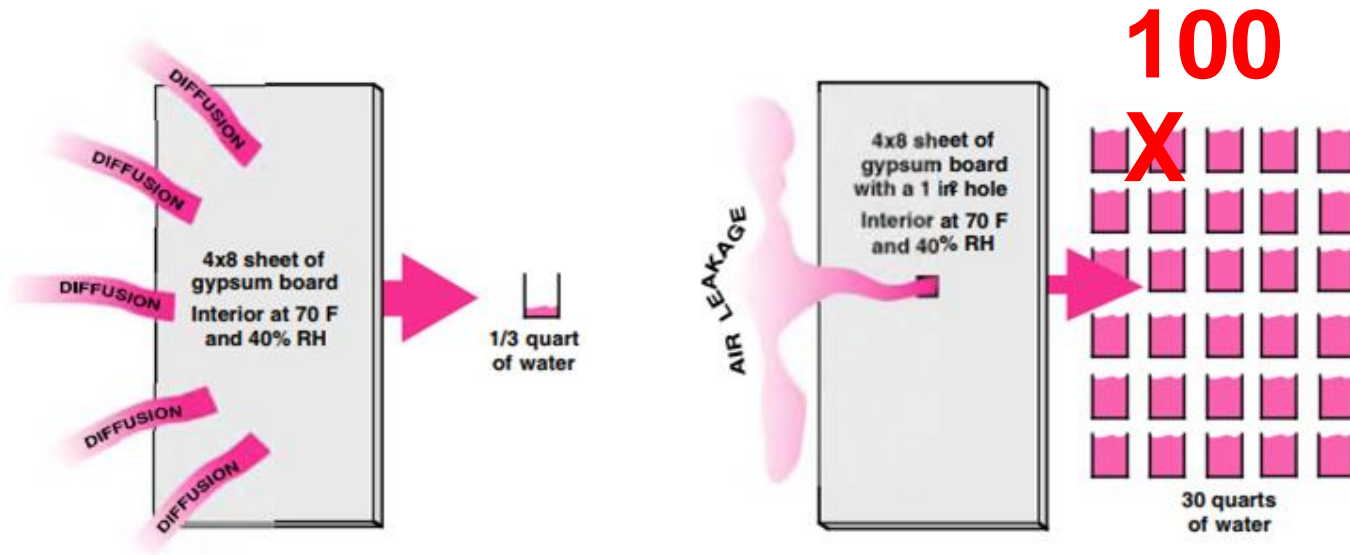 DIFFUSION
DIFFUSION
DIFFUSION
DIFFUSION
DIFFUSION
4x8 sheet of
gypsum board
Interior at 70 F
and 40% RH
1/3 quart
of water
AIR LEAKAGE
4x8 sheet of
gypsum board
with a 1 in² hole
Interior at 70 F
and 40% RH
100
X
30 quarts
of water